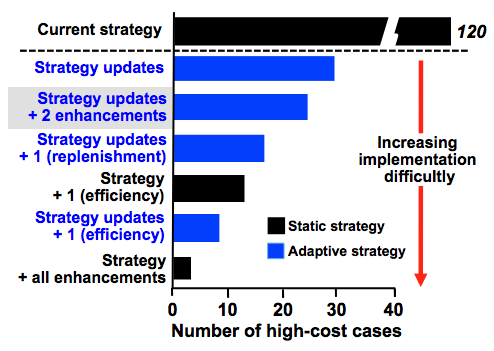 Current strategy
120
Strategy updates
Strategy updates
+ 2 enhancements
Strategy updates
+ 1 (replenishment)
Strategy
+ 1 (efficiency)
Strategy updates
+ 1 (efficiency)
Strategy
+ all enhancements
Increasing
implementation
difficultly
Static strategy
Adaptive strategy
0 10 20 30 40
Number of high-cost cases